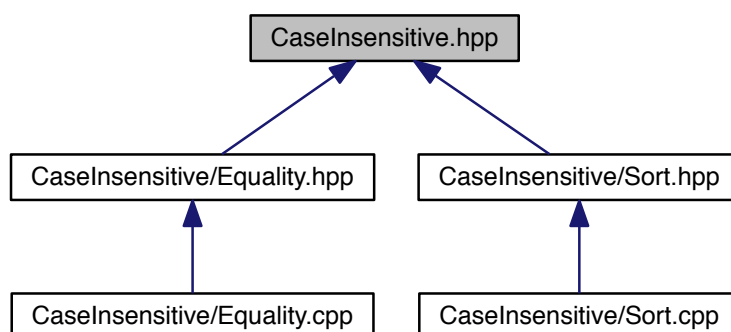 CaseInsensitive.hpp
CaseInsensitive/Equality.hpp
CaseInsensitive/Sort.hpp
CaseInsensitive/Equality.cpp
CaseInsensitive/Sort.cpp